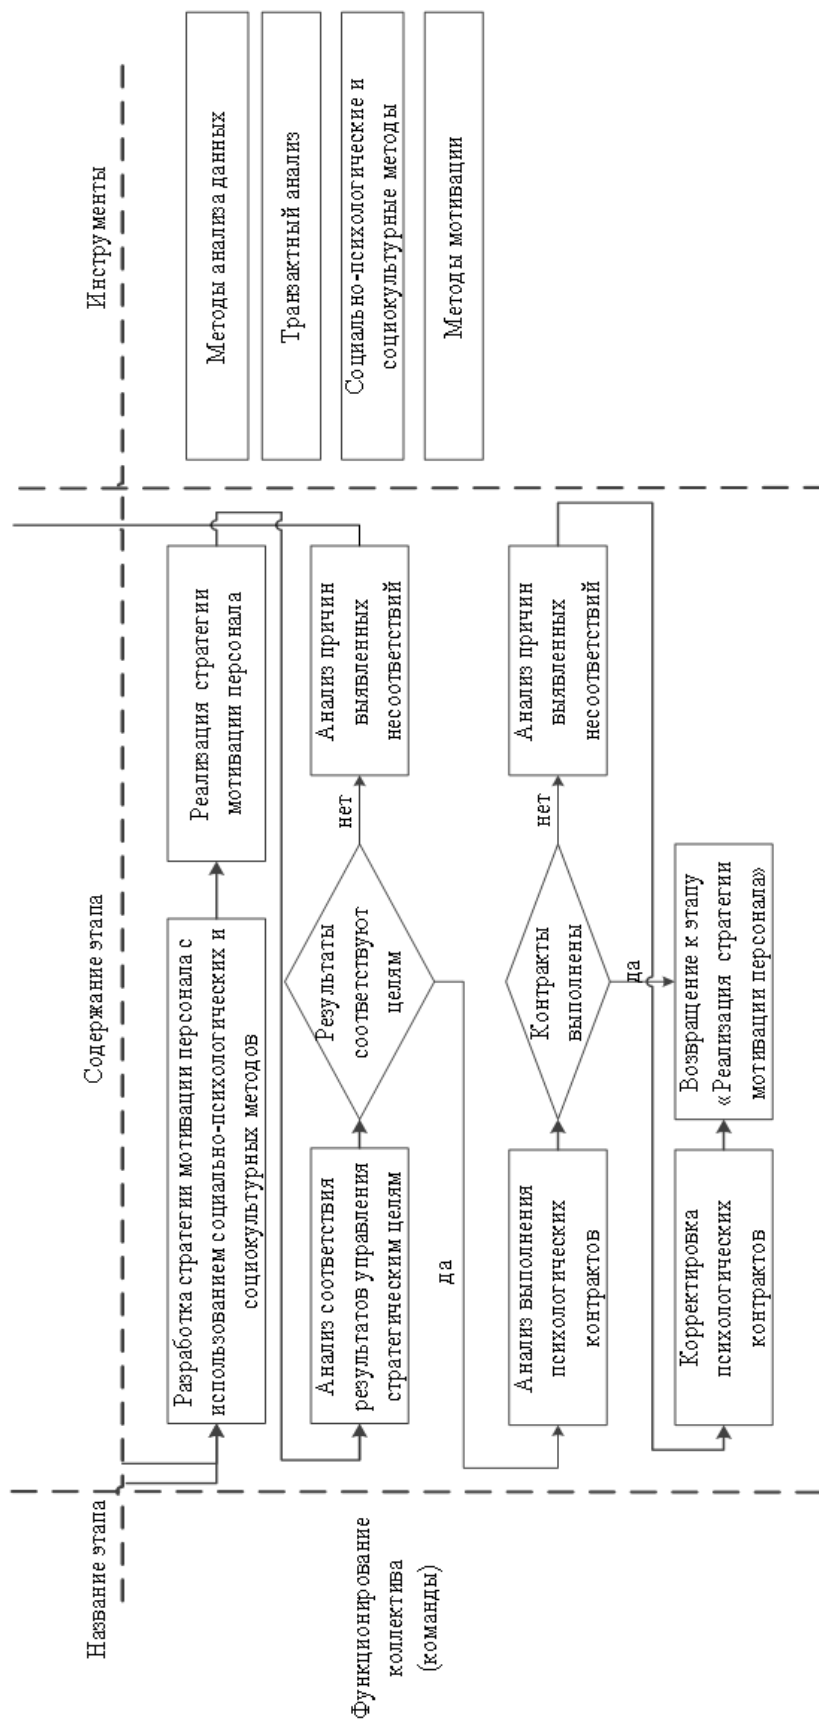 Название этапа
Содержание этапа
Инструменты
Функционирование
коллектива
(команды)
Разработка стратегии мотивации персонала с
использованием социально-психологических и
социокультурных методов
Реализация стратегии
мотивации персонала
Анализ соответствия
результатов управления
стратегическим целям
Результаты
соответствуют
целям
нет
Анализ причин
выявленных
несоответствий
да
Анализ выполнения
психологических
контрактов
Контракты
выполнены
нет
Анализ причин
выявленных
несоответствий
да
Корректировка
психологических
контрактов
Возвращение к этапу
«Реализация стратегии
мотивации персонала»
Методы анализа данных
Транзактный анализ
Социально-психологические и
социокультурные методы
Методы мотивации